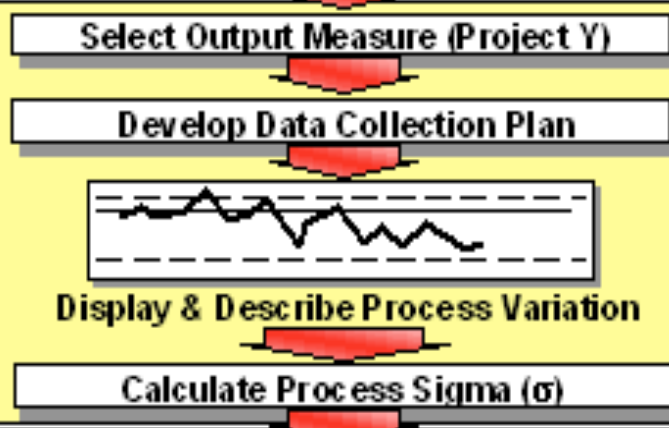 Select Output Measure (Project Y)
Develop Data Collection Plan
Display & Describe Process Variation
Calculate Process Sigma (σ)